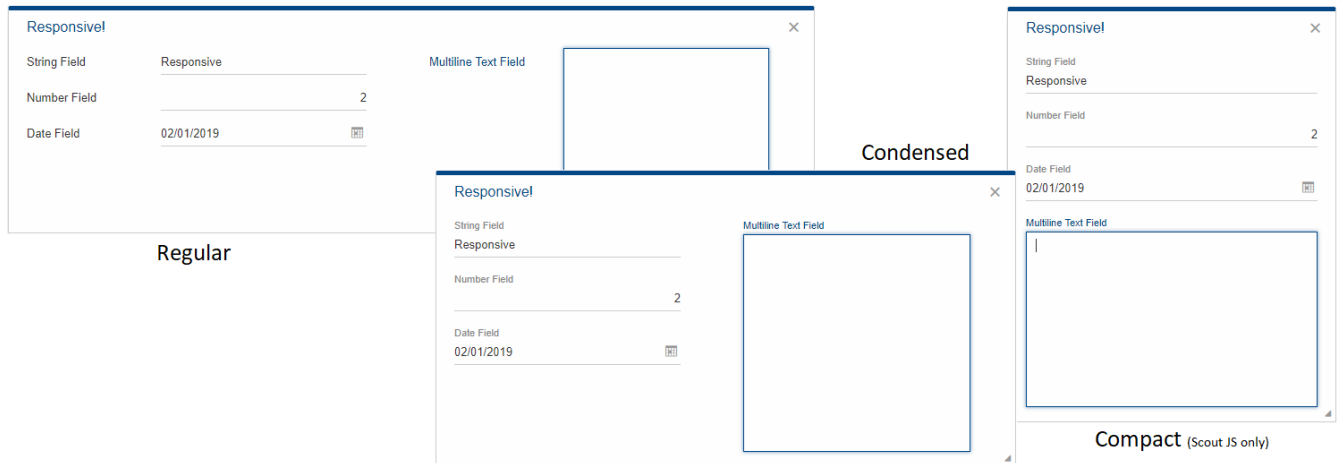 Responsive!
String Field
Responsive
Multiline Text Field
Number Field
2
Date Field
02/01/2019
Regular
Condensed
Responsive!
String Field
Responsive
Multiline Text Field
Number Field
2
Date Field
02/01/2019
Responsive!
String Field
Responsive
Number Field
2
Date Field
02/01/2019
Multiline Text Field
Compact (Scout JS only)